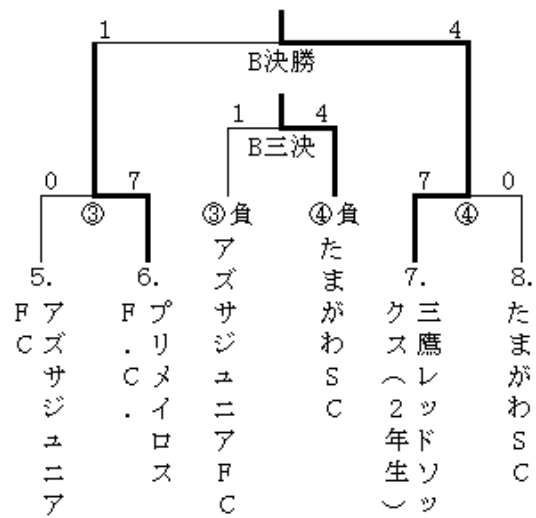 1 4
B決勝
1 4
B三決
0 7 7 0
③ ③負 ④負 ④
5. 6. 7. 8.
アズサジュニア
FC
プリメイロス
F.C.
アズサジュニアFC
たまがわSC
三鷹レッドソッ
クス(2年生)
たまがわSC